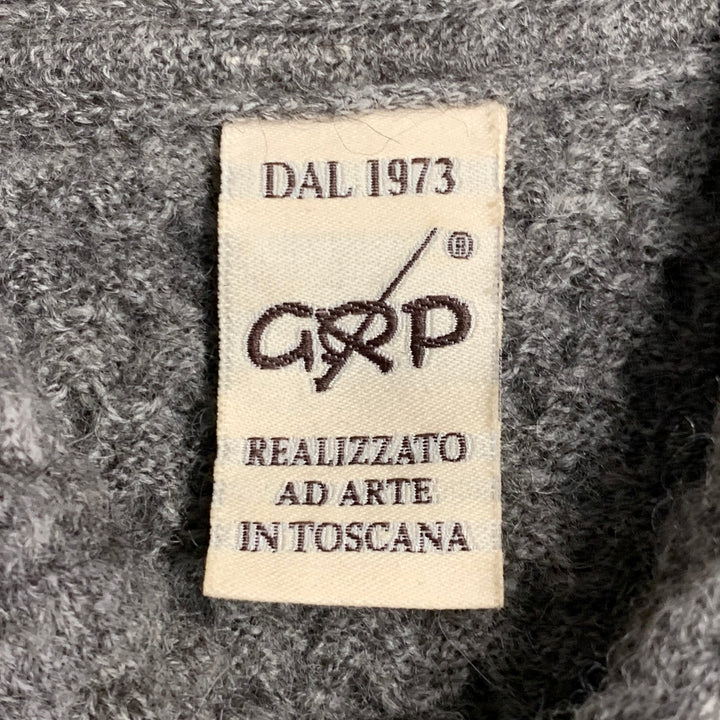 DAL 1973
®
GRP
REALIZZATO
AD ARTE
IN TOSCANA